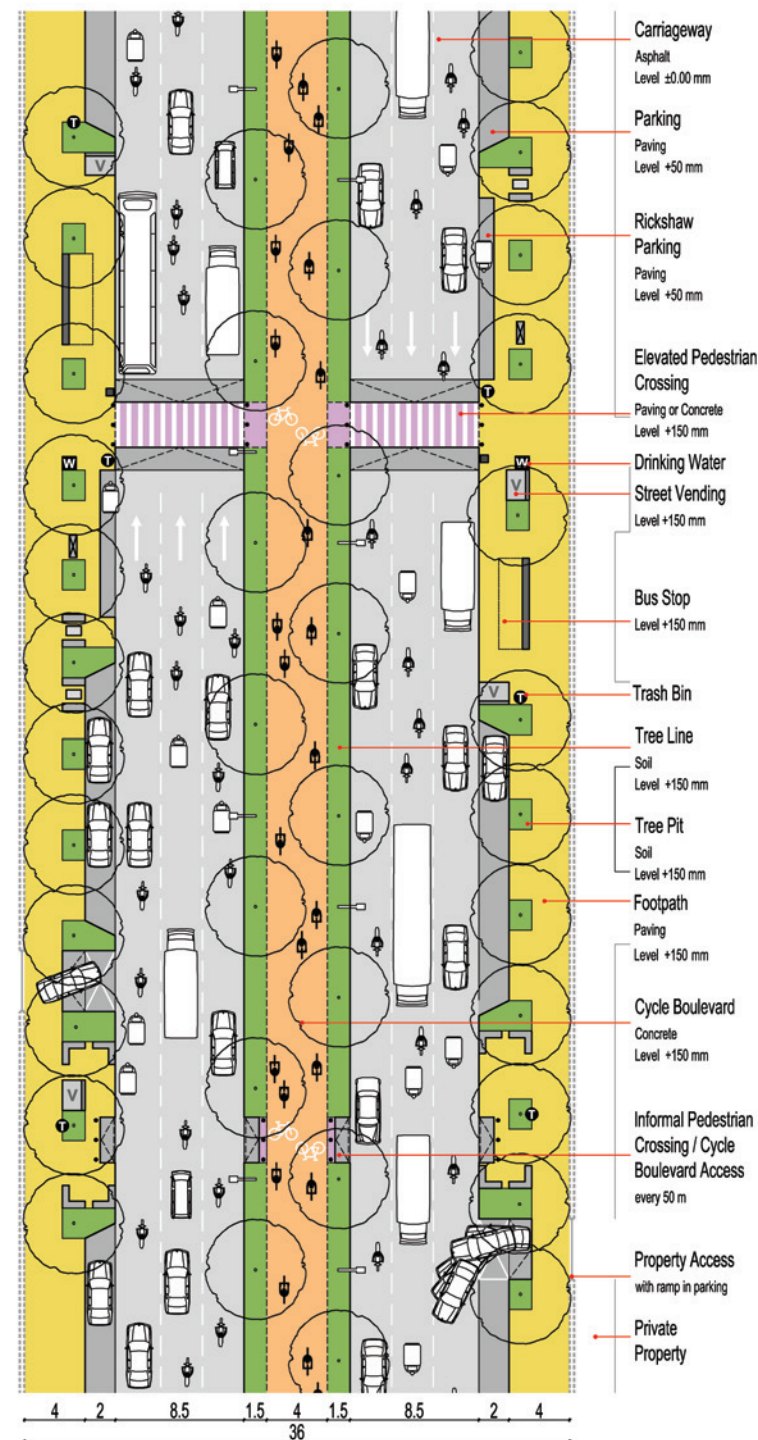 Carriageway
Asphalt
Level ±0.00 mm
T
Parking
Paving
Level +50 mm
V
Rickshaw
Parking
Paving
Level +50 mm
Elevated Pedestrian
Crossing
Paving or Concrete
Level +150 mm
T
W
T
W
Drinking Water
V
Street Vending
Level +150 mm
Bus Stop
Level +150 mm
V
T
Trash Bin
Tree Line
Soil
Level +150 mm
Tree Pit
Soil
Level +150 mm
Footpath
Paving
Level +150 mm
Cycle Boulevard
Concrete
Level +150 mm
V
T
T
Informal Pedestrian
Crossing / Cycle
Boulevard Access
every 50 m
Property Access
with ramp in parking
Private
Property
4 2 8.5 1.5 4 1.5 8.5 2 4
36